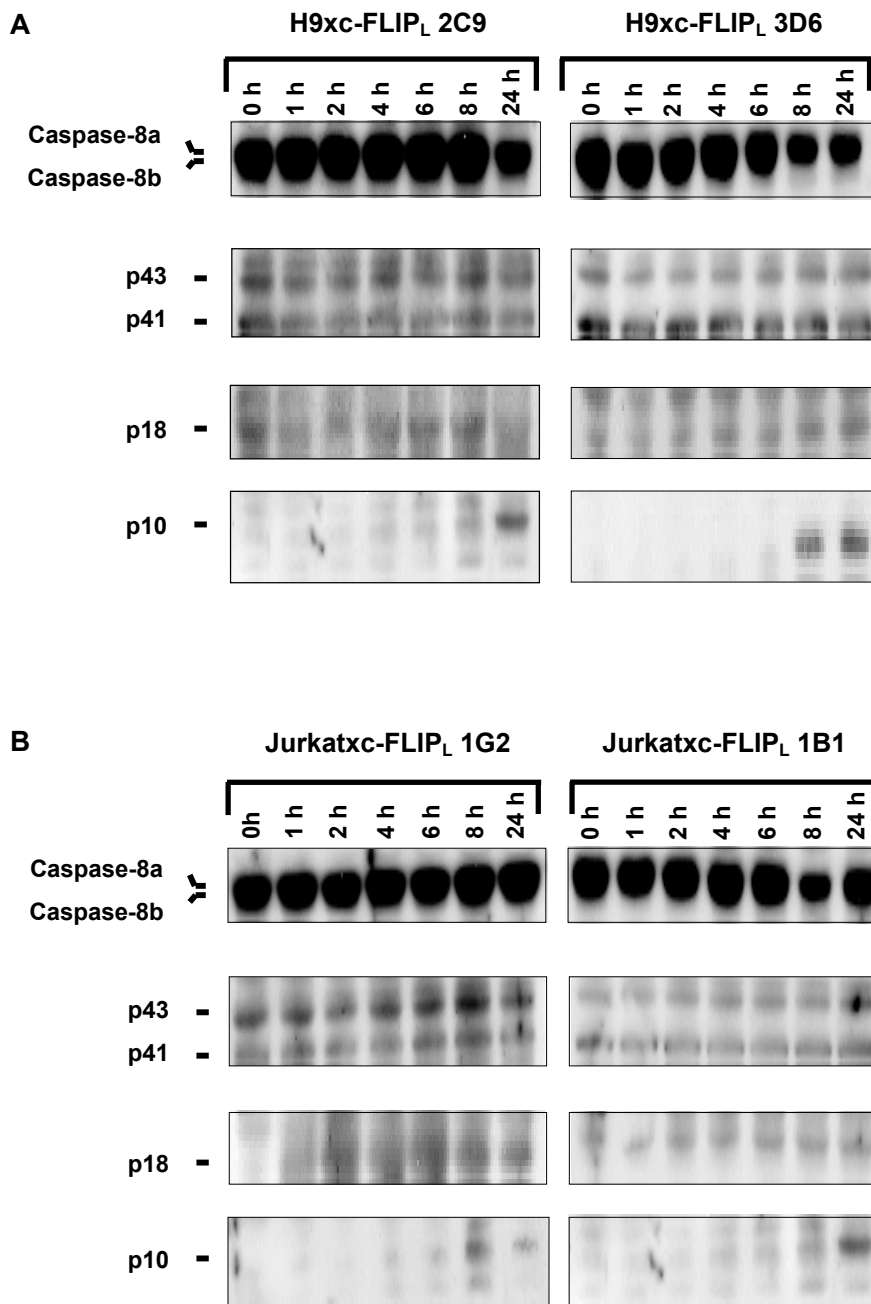 A
H9xc-FLIPL 2C9 H9xc-FLIPL 3D6
0 h 1 h 2 h 4 h 6 h 8 h 24 h 0 h 1 h 2 h 4 h 6 h 8 h 24 h
Caspase-8a
Caspase-8b
p43
p41
p18
p10
B
Jurkatxc-FLIPL 1G2 Jurkatxc-FLIPL 1B1
0h 1 h 2 h 4 h 6 h 8 h 24 h 0 h 1 h 2 h 4 h 6 h 8 h 24 h
Caspase-8a
Caspase-8b
p43
p41
p18
p10